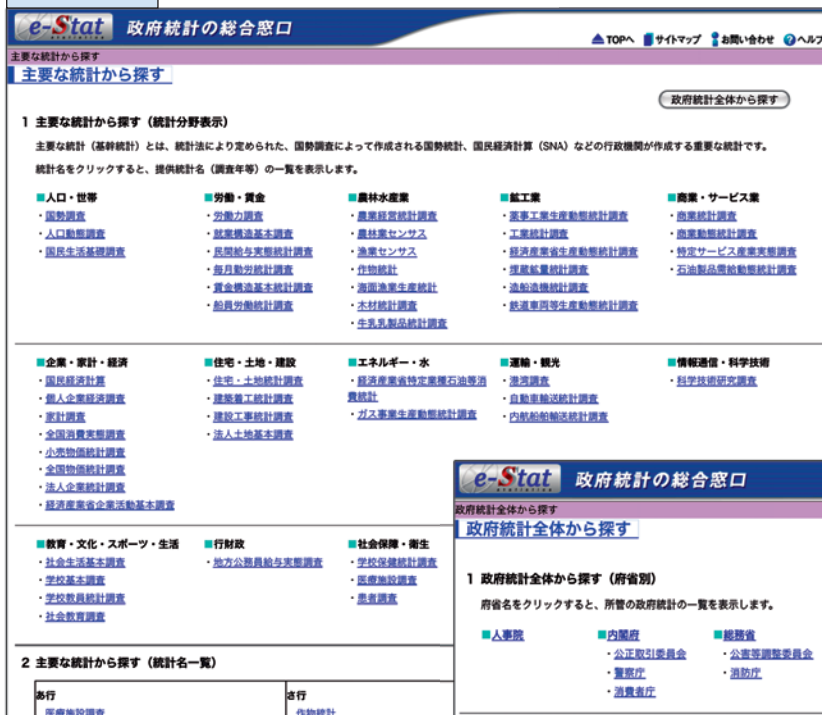 e-Stat 政府統計の総合窓口
TOPへ サイトマップ お問い合わせ ヘルプ
主要な統計から探す
主要な統計から探す
政府統計全体から探す
1 主要な統計から探す（統計分野表示）
主要な統計（基幹統計）とは、統計法により定められた、国勢調査によって作成される国勢統計、国民経済計算（SNA）などの行政機関が作成する重要な統計です。
統計名をクリックすると、提供統計名（調査年等）の一覧を表示します。
■人口・世帯
・国勢調査
・人口動態調査
・国民生活基礎調査
■労働・賃金
・労働力調査
・就業構造基本調査
・民間給与実態統計調査
・毎月勤労統計調査
・賃金構造基本統計調査
・船員労働統計調査
■農林水産業
・農業経営統計調査
・農林業センサス
・漁業センサス
・作物統計
・海面漁業生産統計
・木材統計調査
・牛乳乳製品統計調査
■鉱工業
・薬事工業生産動態統計調査
・工業統計調査
・経済産業省生産動態統計調査
・埋蔵鉱量統計調査
・造船造機統計調査
・鉄道車両等生産動態統計調査
■商業・サービス業
・商業統計調査
・商業動態統計調査
・特定サービス産業実態調査
・石油製品需給動態統計調査
■企業・家計・経済
・国民経済計算
・個人企業経済調査
・家計調査
・全国消費実態調査
・小売物価統計調査
・全国物価統計調査
・法人企業統計調査
・経済産業省企業活動基本調査
■住宅・土地・建設
・住宅・土地統計調査
・建築着工統計調査
・建設工事統計調査
・法人土地基本調査
■エネルギー・水
・経済産業省特定業種石油等消
費統計
・ガス事業生産動態統計調査
■運輸・観光
・港湾調査
・自動車輸送統計調査
・内航船舶輸送統計調査
■情報通信・科学技術
・科学技術研究調査
■教育・文化・スポーツ・生活
・社会生活基本調査
・学校基本調査
・学校教員統計調査
・社会教育調査
■行財政
・地方公務員給与実態調査
■社会保障・衛生
・学校保健統計調査
・医療施設調査
・患者調査
2 主要な統計から探す（統計名一覧）
あ行
医療施設調査
さ行
作物統計
e-Stat 政府統計の総合窓口
政府統計全体から探す
政府統計全体から探す
1 政府統計全体から探す（府省別）
府省名をクリックすると、所管の政府統計の一覧を表示します。
■人事院
■内閣府
・公正取引委員会
・警察庁
・消費者庁
■総務省
・公害等調整委員会
・消防庁